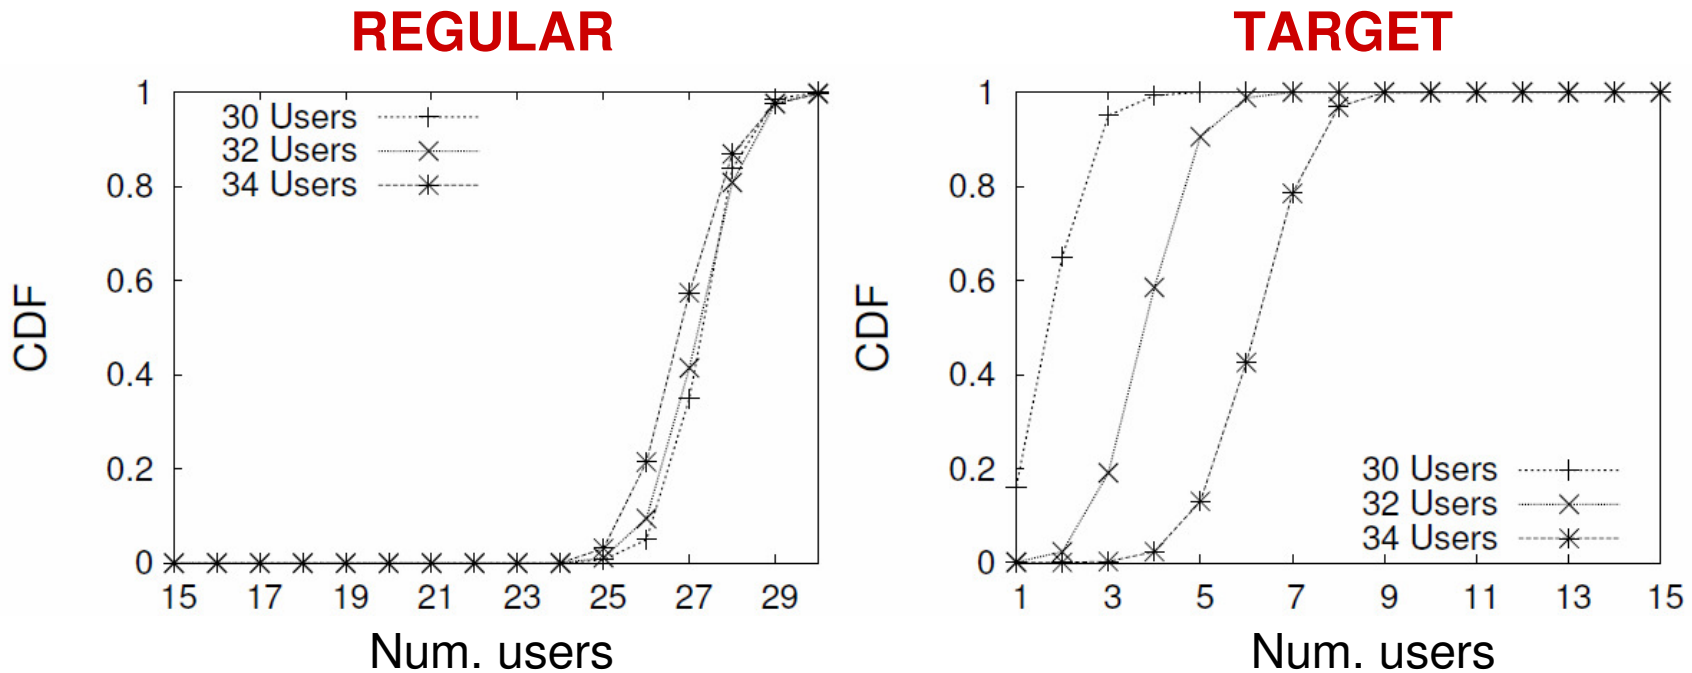 REGULAR
TARGET
1
0.8
0.6
0.4
0.2
0
CDF
30 Users
32 Users
34 Users
15 17 19 21 23 25 27 29
Num. users
1
0.8
0.6
0.4
0.2
0
CDF
30 Users
32 Users
34 Users
1 3 5 7 9 11 13 15
Num. users